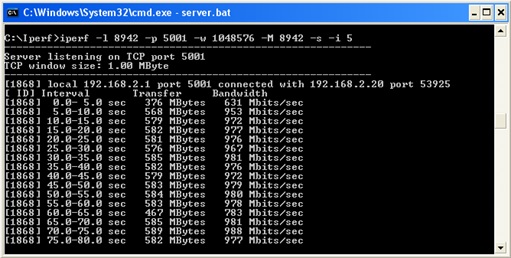 C:\Windows\System32\cmd.exe - server.bat
C:\Iperf>iperf -l 8942 -p 5001 -w 1048576 -M 8942 -s -i 5
------------------------------------------------------------
Server listening on TCP port 5001
TCP window size: 1.00 MByte
------------------------------------------------------------
[1868] local 192.168.2.1 port 5001 connected with 192.168.2.20 port 53925
[ ID] Interval       Transfer     Bandwidth
[1868]  0.0- 5.0 sec   376 MBytes   631 Mbits/sec
[1868]  5.0-10.0 sec   568 MBytes   953 Mbits/sec
[1868] 10.0-15.0 sec   579 MBytes   972 Mbits/sec
[1868] 15.0-20.0 sec   582 MBytes   977 Mbits/sec
[1868] 20.0-25.0 sec   581 MBytes   976 Mbits/sec
[1868] 25.0-30.0 sec   576 MBytes   967 Mbits/sec
[1868] 30.0-35.0 sec   585 MBytes   981 Mbits/sec
[1868] 35.0-40.0 sec   582 MBytes   976 Mbits/sec
[1868] 40.0-45.0 sec   579 MBytes   972 Mbits/sec
[1868] 45.0-50.0 sec   583 MBytes   979 Mbits/sec
[1868] 50.0-55.0 sec   584 MBytes   980 Mbits/sec
[1868] 55.0-60.0 sec   583 MBytes   978 Mbits/sec
[1868] 60.0-65.0 sec   467 MBytes   783 Mbits/sec
[1868] 65.0-70.0 sec   585 MBytes   981 Mbits/sec
[1868] 70.0-75.0 sec   589 MBytes   988 Mbits/sec
[1868] 75.0-80.0 sec   582 MBytes   977 Mbits/sec